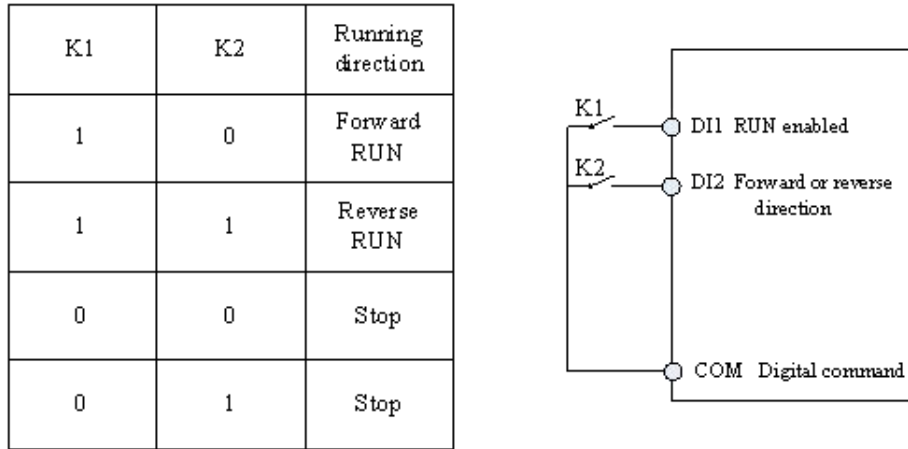 K1 K2 Running
direction
1 0 Forward
RUN
1 1 Reverse
RUN
0 0 Stop
0 1 Stop
K1
DI1 RUN enabled
K2
DI2 Forward or reverse
direction
COM Digital command